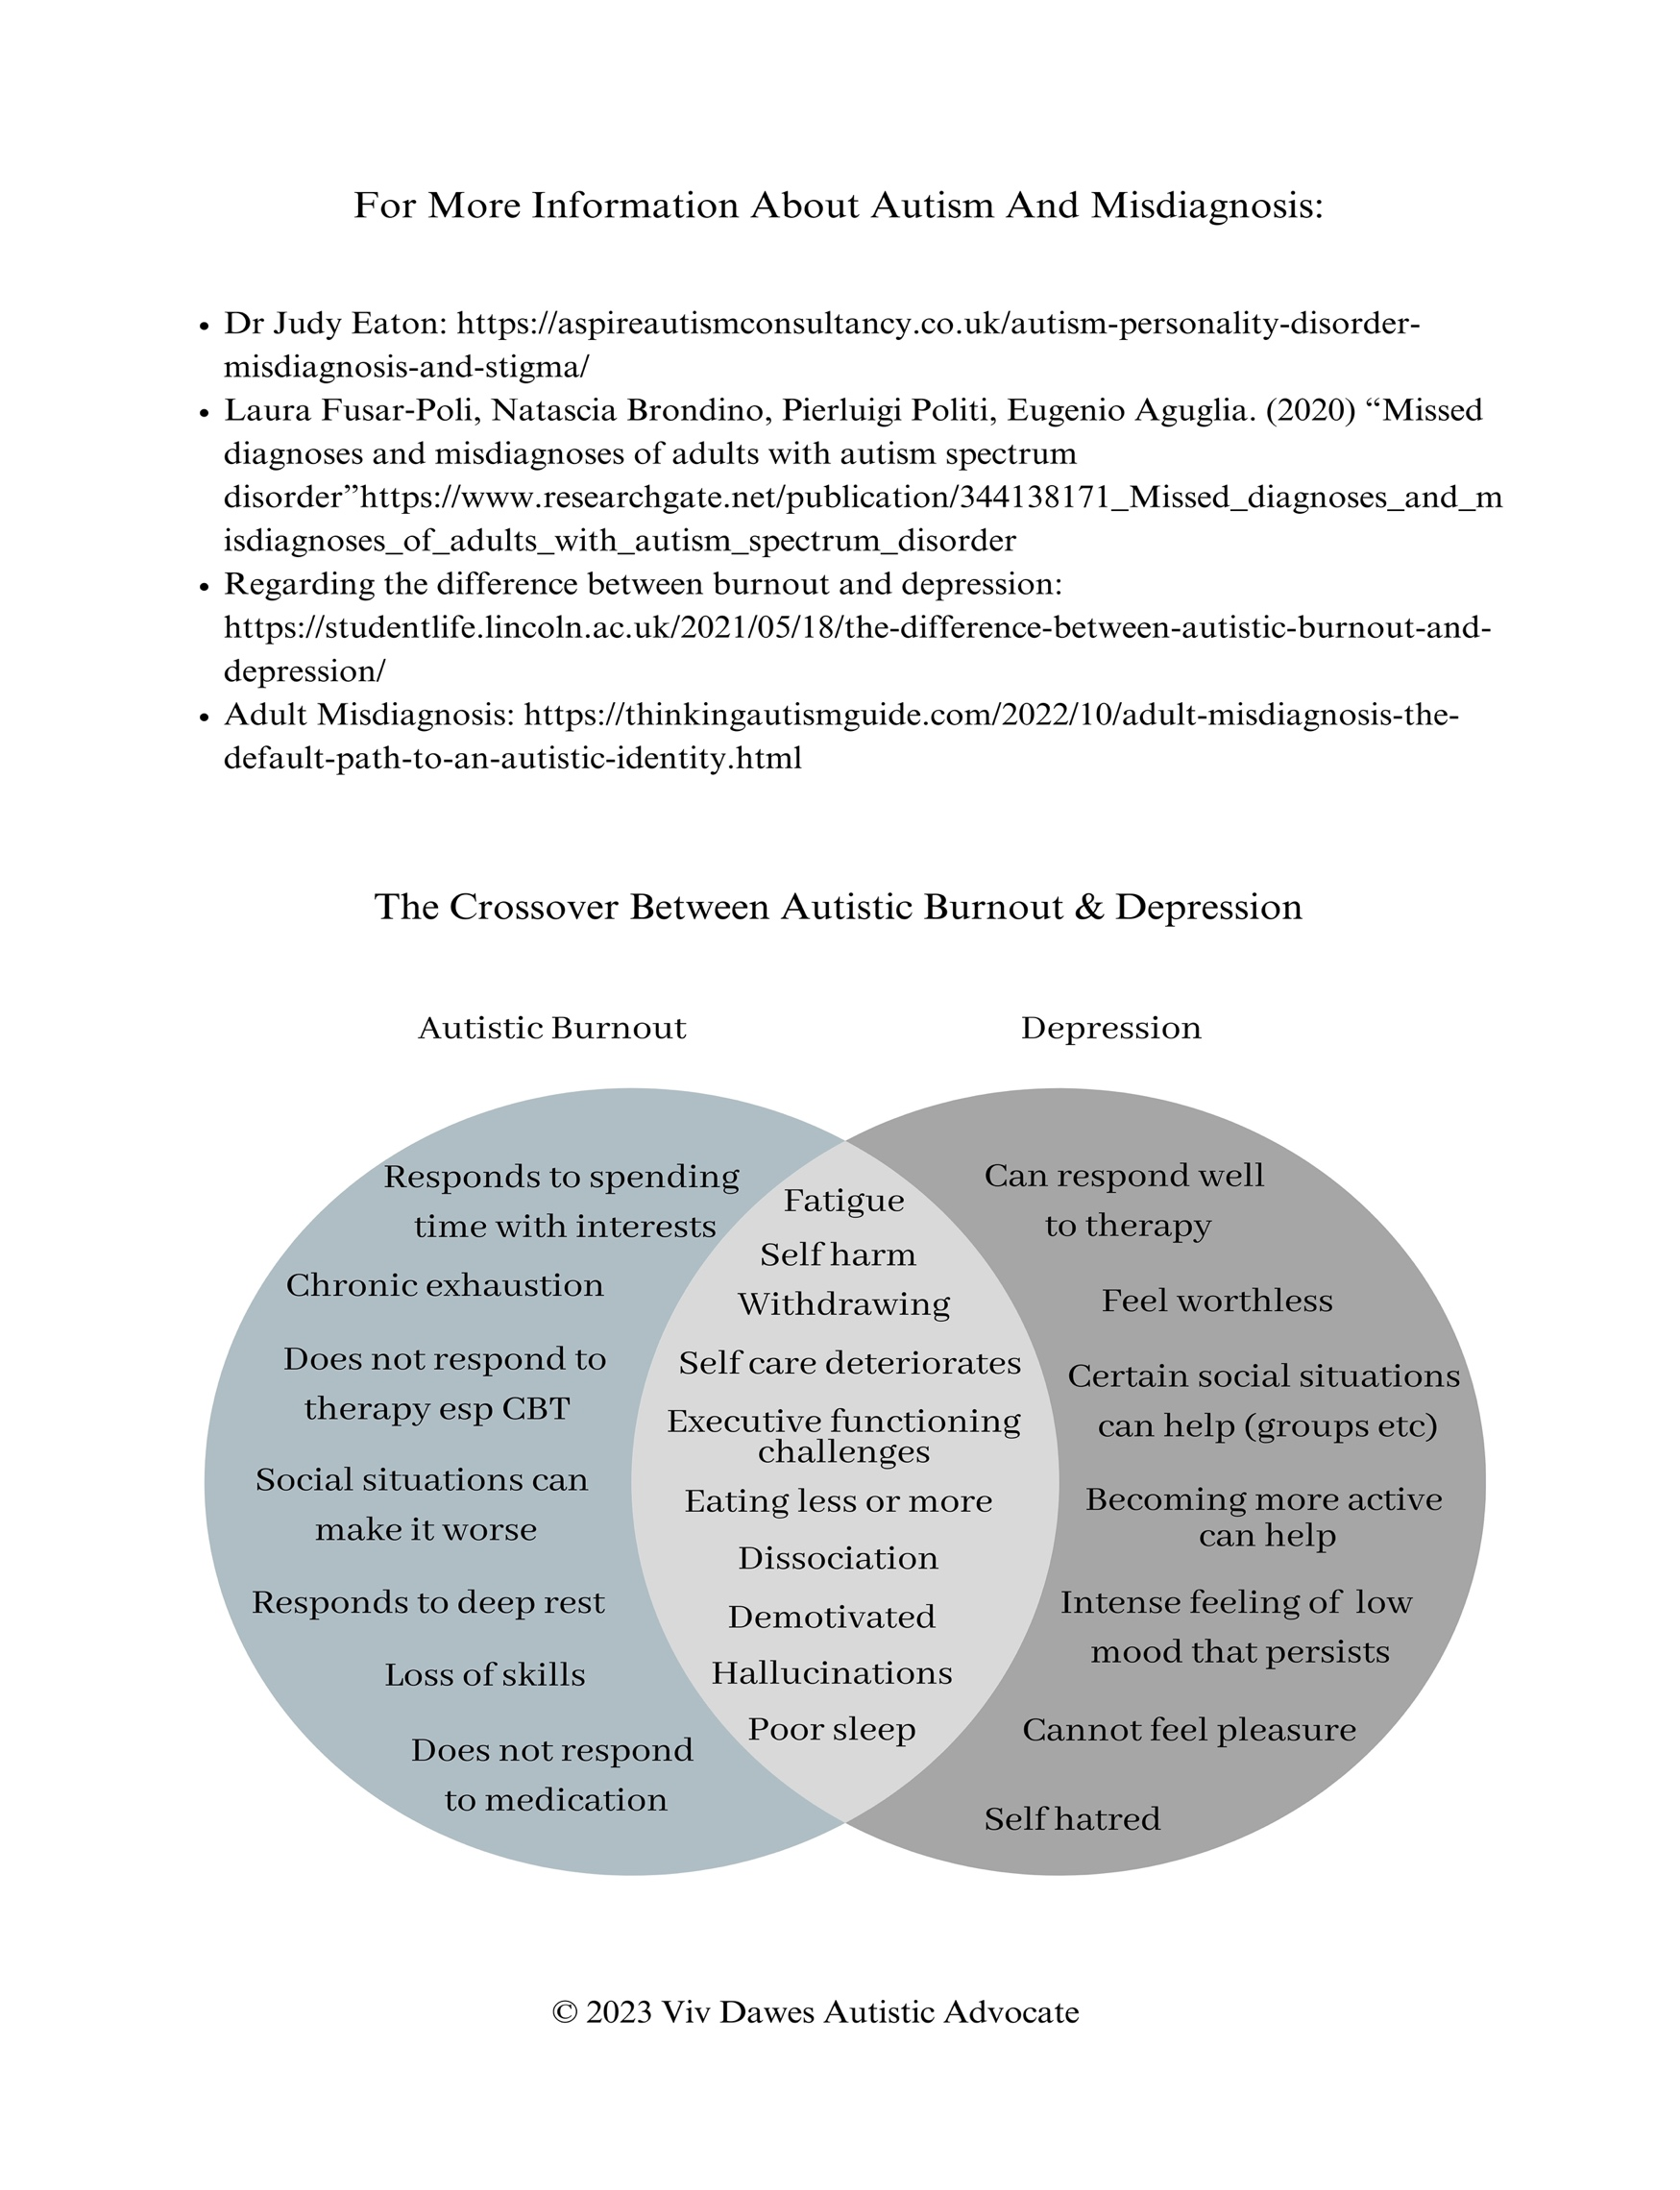 For More Information About Autism And Misdiagnosis:
• Dr Judy Eaton: https://aspireautismconsultancy.co.uk/autism-personality-disorder-
misdiagnosis-and-stigma/
• Laura Fusar-Poli, Natascia Brondino, Pierluigi Politi, Eugenio Aguglia. (2020) “Missed
diagnoses and misdiagnoses of adults with autism spectrum
disorder”https://www.researchgate.net/publication/344138171_Missed_diagnoses_and_m
isdiagnoses_of_adults_with_autism_spectrum_disorder
• Regarding the difference between burnout and depression:
https://studentlife.lincoln.ac.uk/2021/05/18/the-difference-between-autistic-burnout-and-
depression/
• Adult Misdiagnosis: https://thinkingautismguide.com/2022/10/adult-misdiagnosis-the-
default-path-to-an-autistic-identity.html
The Crossover Between Autistic Burnout & Depression
Autistic Burnout
Responds to spending
time with interests
Chronic exhaustion
Does not respond to
therapy esp CBT
Social situations can
make it worse
Responds to deep rest
Loss of skills
Does not respond
to medication
Fatigue
Self harm
Withdrawing
Self care deteriorates
Executive functioning
challenges
Eating less or more
Dissociation
Demotivated
Hallucinations
Poor sleep
Depression
Can respond well
to therapy
Feel worthless
Certain social situations
can help (groups etc)
Becoming more active
can help
Intense feeling of low
mood that persists
Cannot feel pleasure
Self hatred
© 2023 Viv Dawes Autistic Advocate